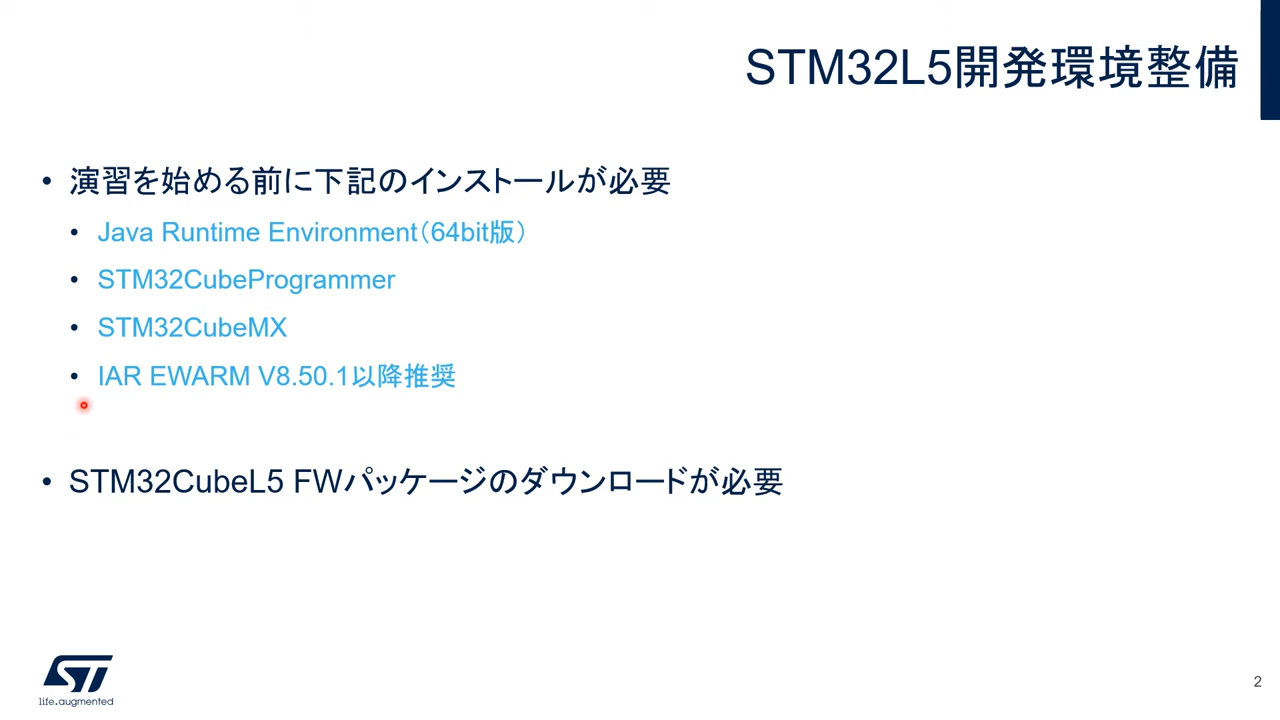 STM32L5開発環境整備
• 演習を始める前に下記のインストールが必要
• Java Runtime Environment（64bit版）
• STM32CubeProgrammer
• STM32CubeMX
• IAR EWARM V8.50.1以降推奨
• STM32CubeL5 FWパッケージのダウンロードが必要
ST
life.augmented
2